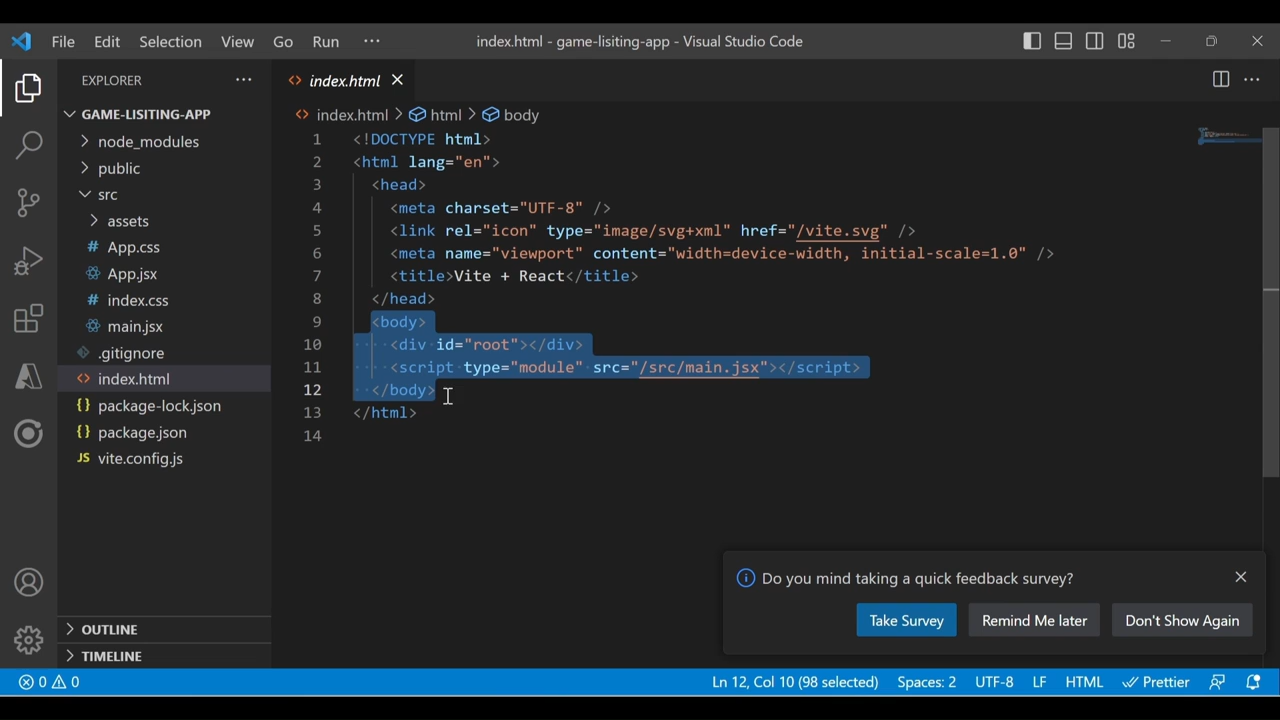 File Edit Selection View Go Run ··· index.html - game-lisiting-app - Visual Studio Code
EXPLORER ···
GAME-LISITING-APP
node_modules
public
src
assets
# App.css
App.jsx
# index.css
main.jsx
.gitignore
<> index.html
{} package-lock.json
{} package.json
JS vite.config.js
OUTLINE
TIMELINE
<> index.html
<> index.html > html > body
1 <!DOCTYPE html>
2 <html lang="en">
3 <head>
4 <meta charset="UTF-8" />
5 <link rel="icon" type="image/svg+xml" href="/vite.svg" />
6 <meta name="viewport" content="width=device-width, initial-scale=1.0" />
7 <title>Vite + React</title>
8 </head>
9 <body>
10 <div id="root"></div>
11 <script type="module" src="/src/main.jsx"></script>
12 </body>
13 </html>
14
Do you mind taking a quick feedback survey?
Take Survey Remind Me later Don't Show Again
0 0 Ln 12, Col 10 (98 selected) Spaces: 2 UTF-8 LF HTML Prettier